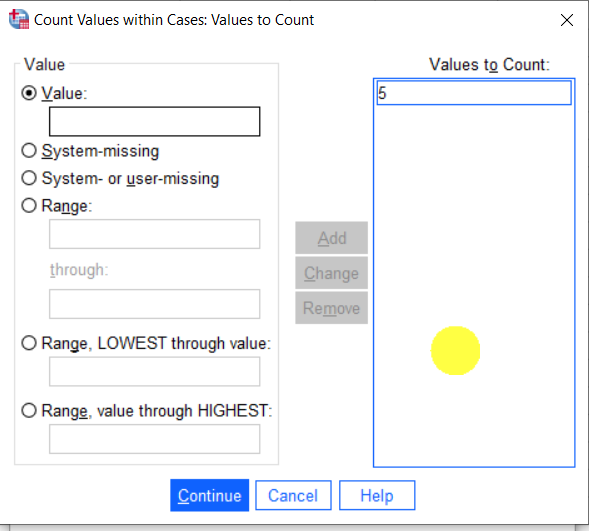 Count Values within Cases: Values to Count
Value
Values to Count:
Value:
5
System-missing
System- or user-missing
Range:
Add
through:
Change
Remove
Range, LOWEST through value:
Range, value through HIGHEST:
Continue
Cancel
Help